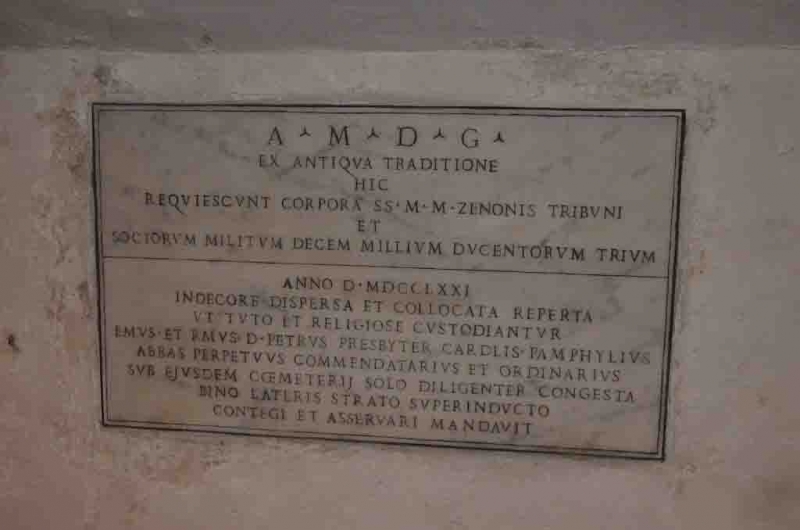 A · M · D · G ·
EX ANTIQVA TRADITIONE
HIC
REQVIESCVNT CORPORA SS · M · M · ZENONIS TRIBVNI
ET
SOCIORVM MILITVM DECEM MILLIVM DVCENTORVM TRIVM
ANNO D · MDCCLXXI
INDECORE DISPERSA ET COLLOCATA REPERTA
VT TVTO ET RELIGIOSE CVSTODIANTVR
EMVS · ET RMVS · D · PETRVS PRESBYTER CARDLIS · PAMPHYLIVS
ABBAS PERPETVVS COMMENDATARIVS ET ORDINARIVS
SVB EJVSDEM CŒMETERIJ SOLO DILIGENTER CONGESTA
BINO LATERIS STRATO SVPERINDVCTO
CONTEGI ET ASSERVARI MANDAVIT